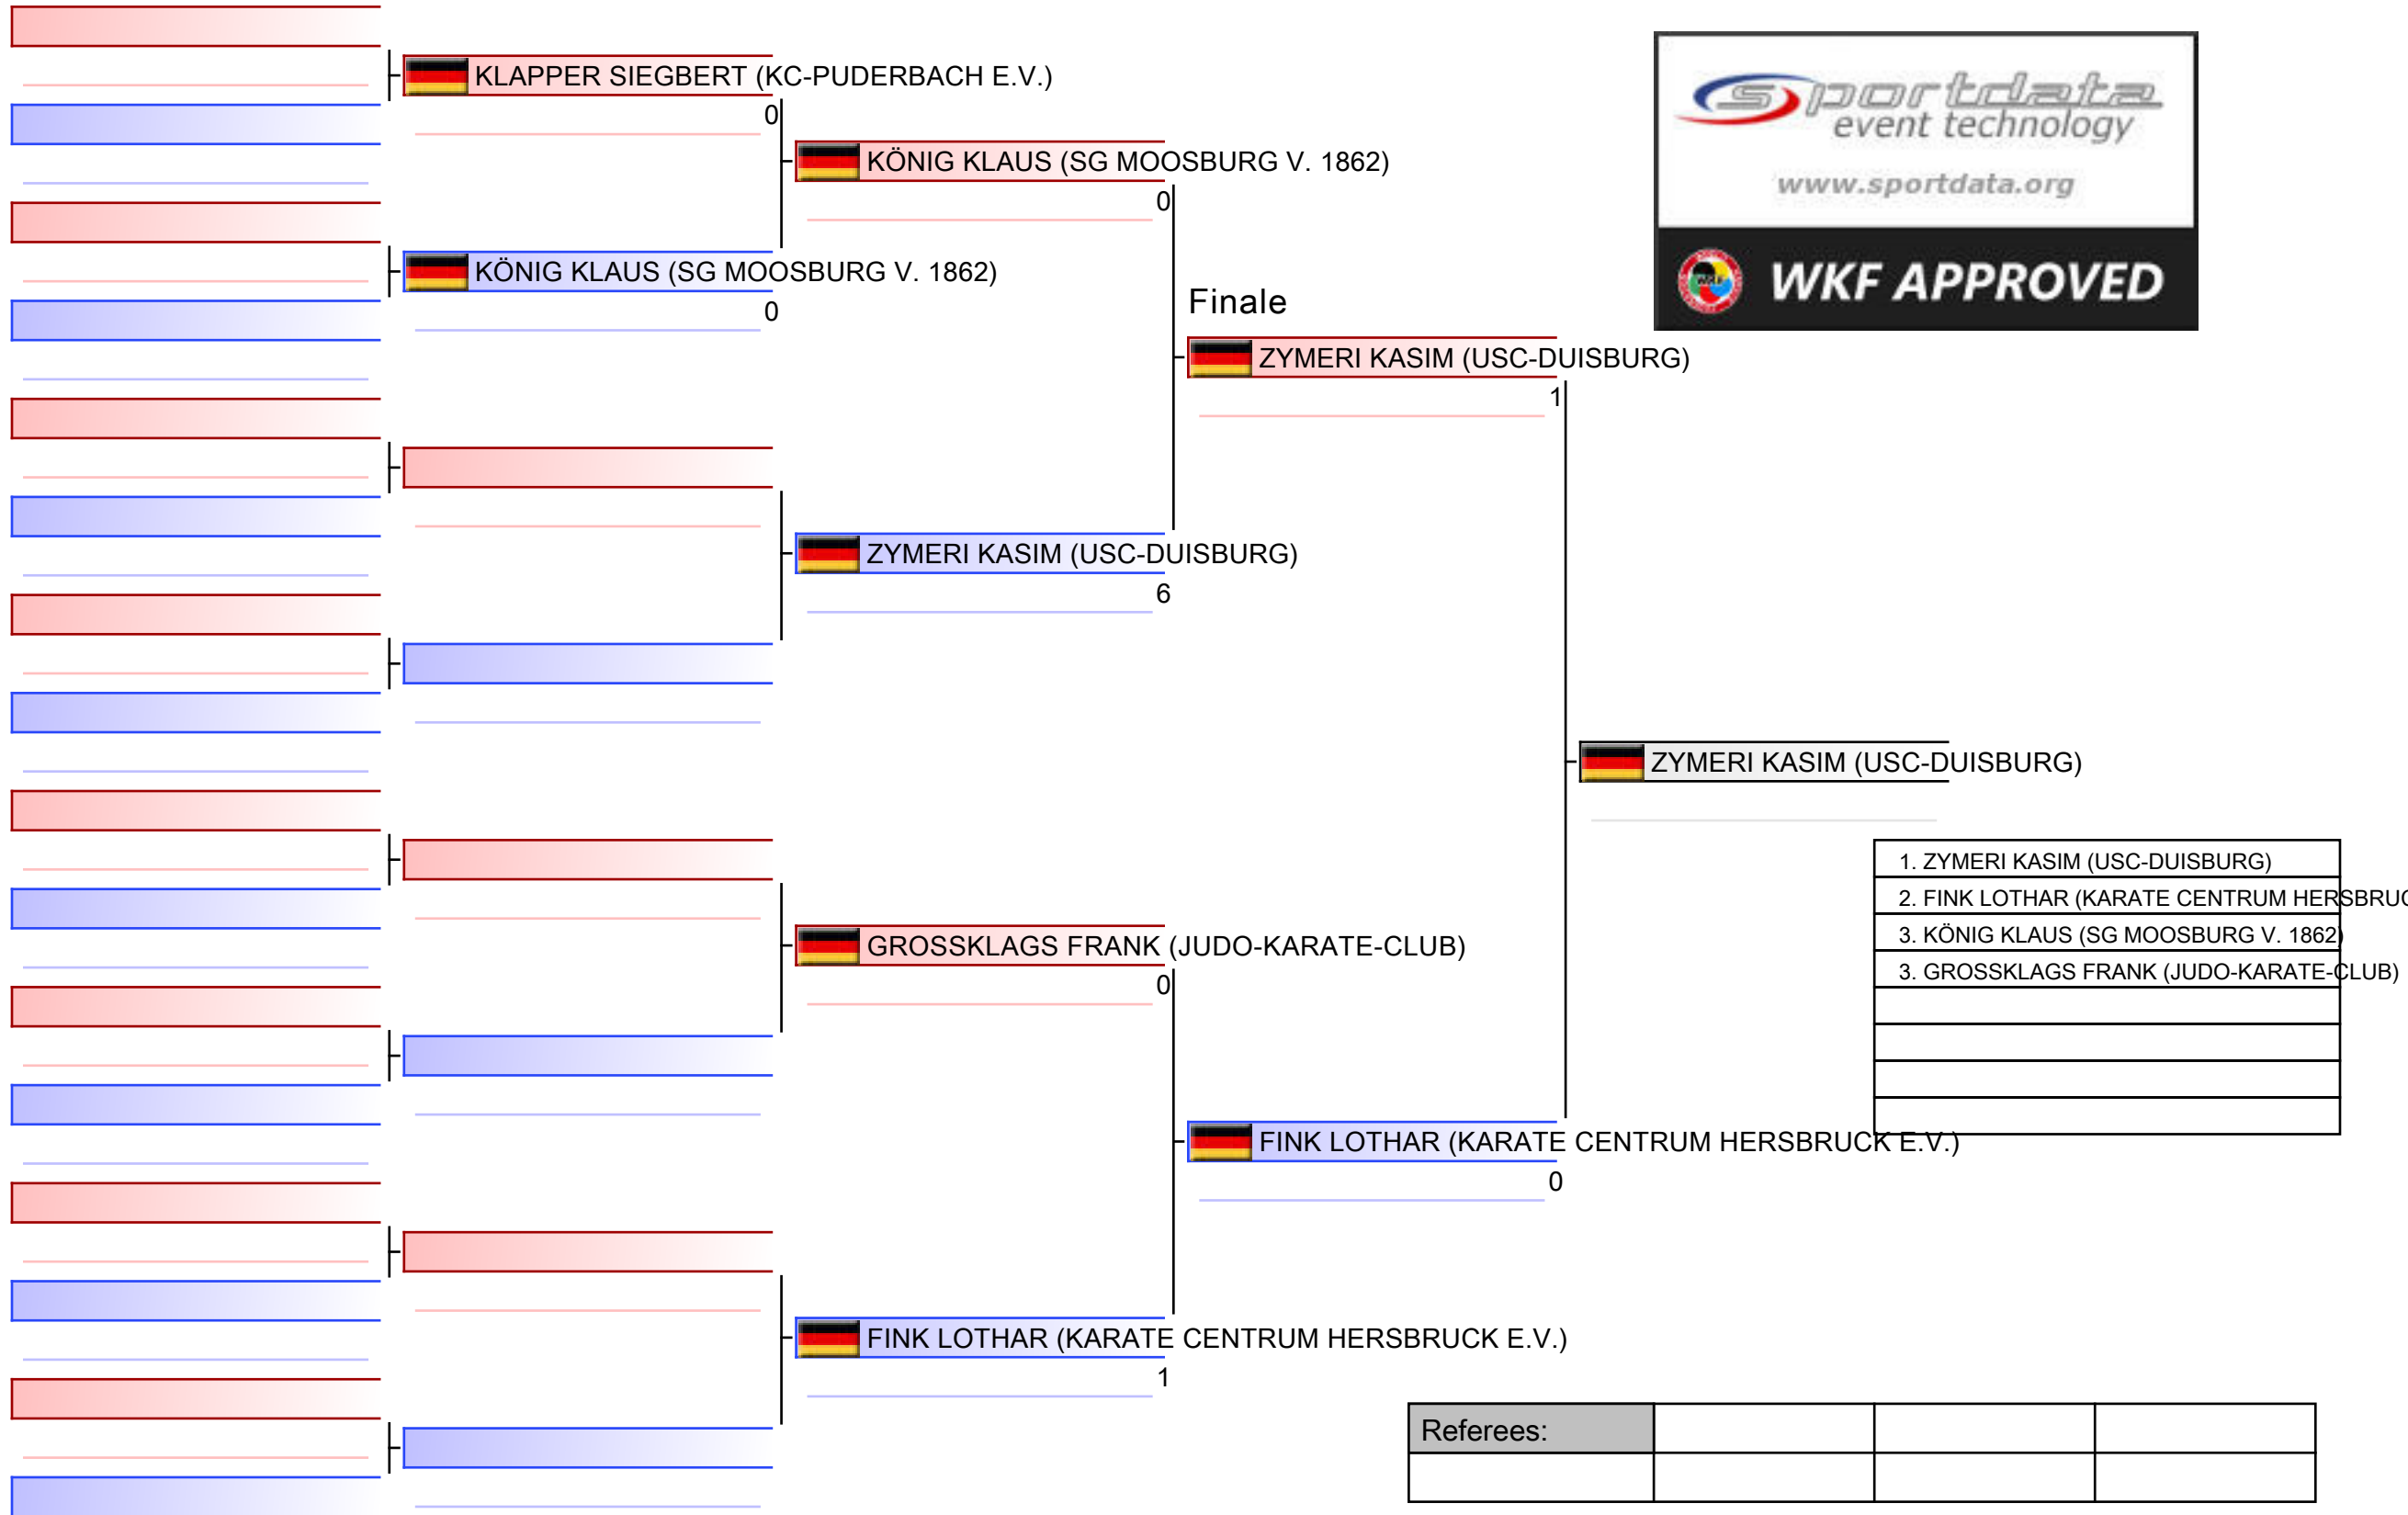 KLAPPER SIEGBERT (KC-PUDERBACH E.V.)
0
KÖNIG KLAUS (SG MOOSBURG V. 1862)
0
KÖNIG KLAUS (SG MOOSBURG V. 1862)
0
ZYMERI KASIM (USC-DUISBURG)
6
GROSSKLAGS FRANK (JUDO-KARATE-CLUB)
0
FINK LOTHAR (KARATE CENTRUM HERSBRUCK E.V.)
1
Finale
ZYMERI KASIM (USC-DUISBURG)
1
FINK LOTHAR (KARATE CENTRUM HERSBRUCK E.V.)
0
ZYMERI KASIM (USC-DUISBURG)
sportdata
event technology
www.sportdata.org
WKF
WKF APPROVED
1. ZYMERI KASIM (USC-DUISBURG)
2. FINK LOTHAR (KARATE CENTRUM HERSBRUC
3. KÖNIG KLAUS (SG MOOSBURG V. 1862)
3. GROSSKLAGS FRANK (JUDO-KARATE-CLUB)
Referees: